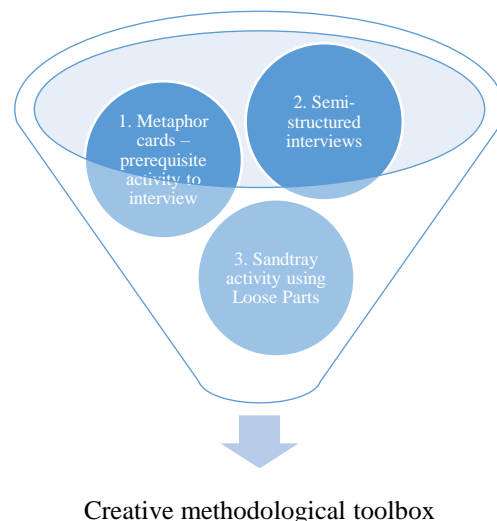 1. Metaphor
cards –
prerequisite
activity to
interview
2. Semi-
structured
interviews
3. Sandtray
activity using
Loose Parts
Creative methodological toolbox